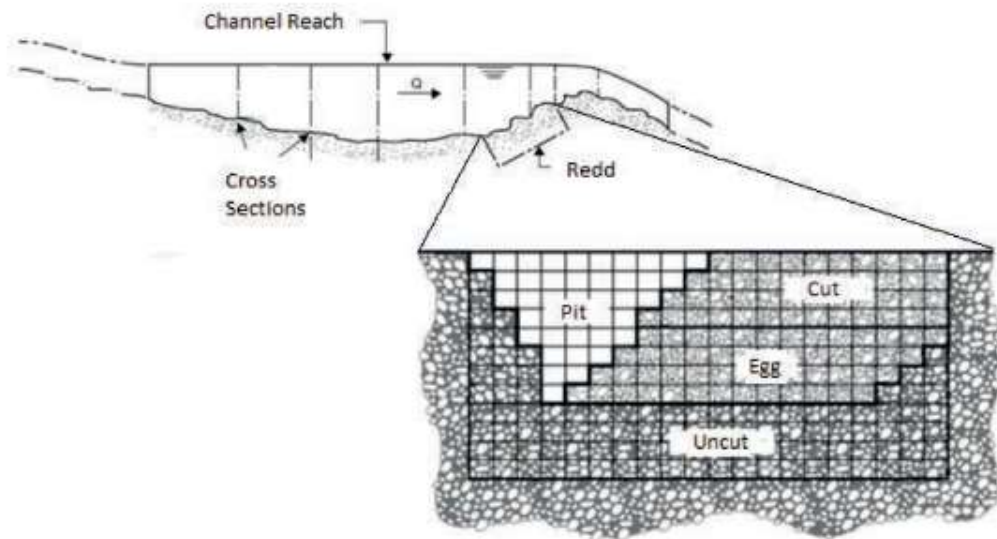 Channel Reach
Q
Redd
Cross
Sections
Cut
Pit
Egg
Uncut